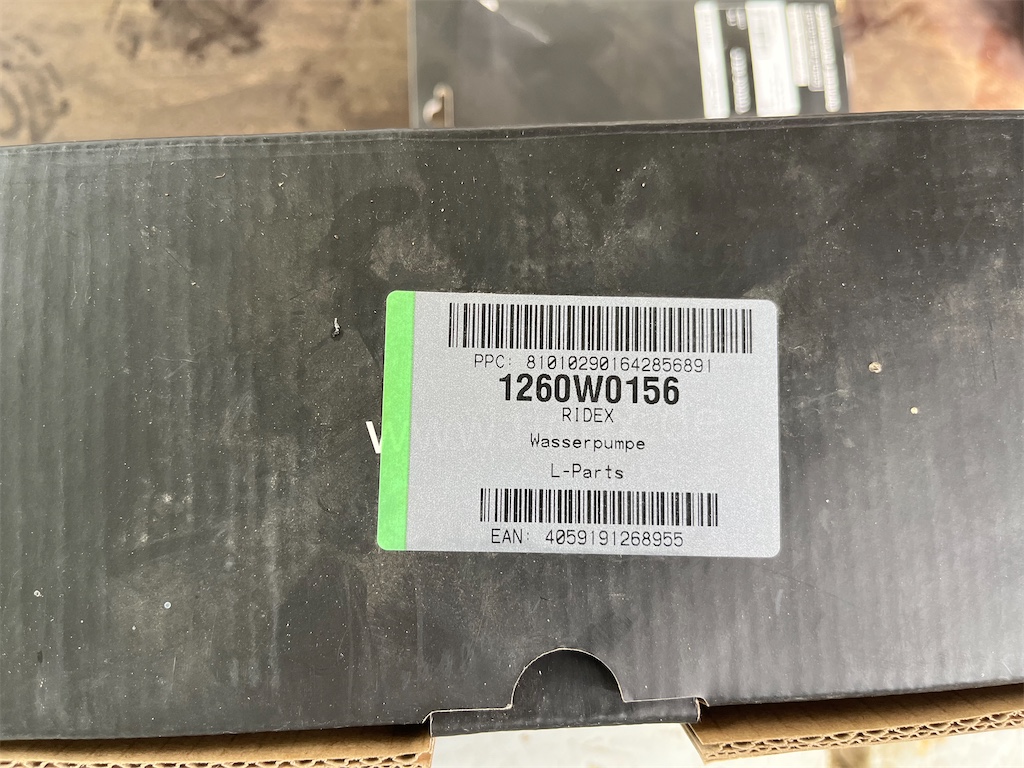 PPC: 810102901642856891
1260W0156
RIDEX
Wasserpumpe
L-Parts
EAN: 4059191268955